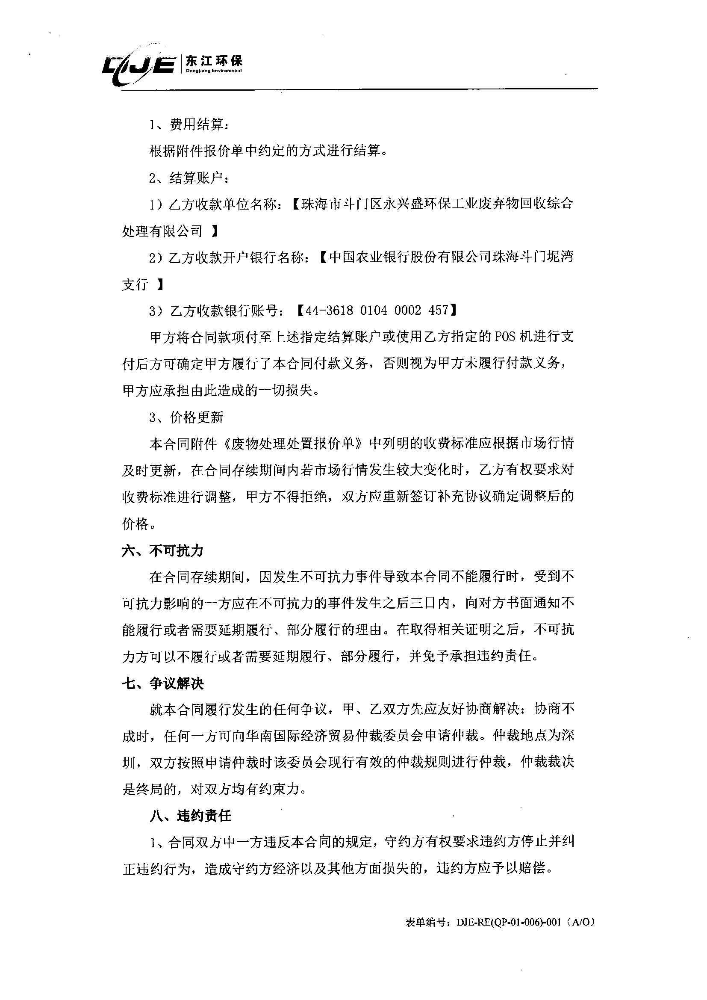 DJE 东江环保
Dongjiang Environment
1、费用结算：
根据附件报价单中约定的方式进行结算。
2、结算账户：
1）乙方收款单位名称：【珠海市斗门区永兴盛环保工业废弃物回收综合
处理有限公司 】
2）乙方收款开户银行名称：【中国农业银行股份有限公司珠海斗门坭湾
支行 】
3）乙方收款银行账号：【44-3618 0104 0002 457】
甲方将合同款项付至上述指定结算账户或使用乙方指定的 POS 机进行支
付后方可确定甲方履行了本合同付款义务，否则视为甲方未履行付款义务，
甲方应承担由此造成的一切损失。
3、价格更新
本合同附件《废物处理处置报价单》中列明的收费标准应根据市场行情
及时更新，在合同存续期间内若市场行情发生较大变化时，乙方有权要求对
收费标准进行调整，甲方不得拒绝，双方应重新签订补充协议确定调整后的
价格。
六、不可抗力
在合同存续期间，因发生不可抗力事件导致本合同不能履行时，受到不
可抗力影响的一方应在不可抗力的事件发生之后三日内，向对方书面通知不
能履行或者需要延期履行、部分履行的理由。在取得相关证明之后，不可抗
力方可以不履行或者需要延期履行、部分履行，并免予承担违约责任。
七、争议解决
就本合同履行发生的任何争议，甲、乙双方先应友好协商解决；协商不
成时，任何一方可向华南国际经济贸易仲裁委员会申请仲裁。仲裁地点为深
圳，双方按照申请仲裁时该委员会现行有效的仲裁规则进行仲裁，仲裁裁决
是终局的，对双方均有约束力。
八、违约责任
1、合同双方中一方违反本合同的规定，守约方有权要求违约方停止并纠
正违约行为，造成守约方经济以及其他方面损失的，违约方应予以赔偿。
表单编号：DJE-RE(QP-01-006)-001（A/O）